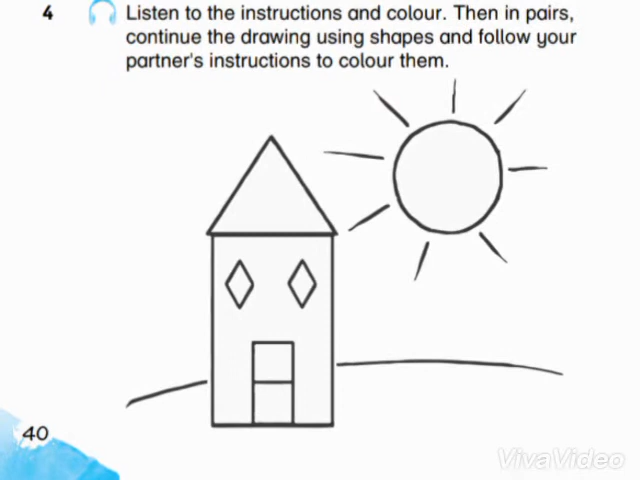 4 Listen to the instructions and colour. Then in pairs,
continue the drawing using shapes and follow your
partner's instructions to colour them.
40
VivaVideo